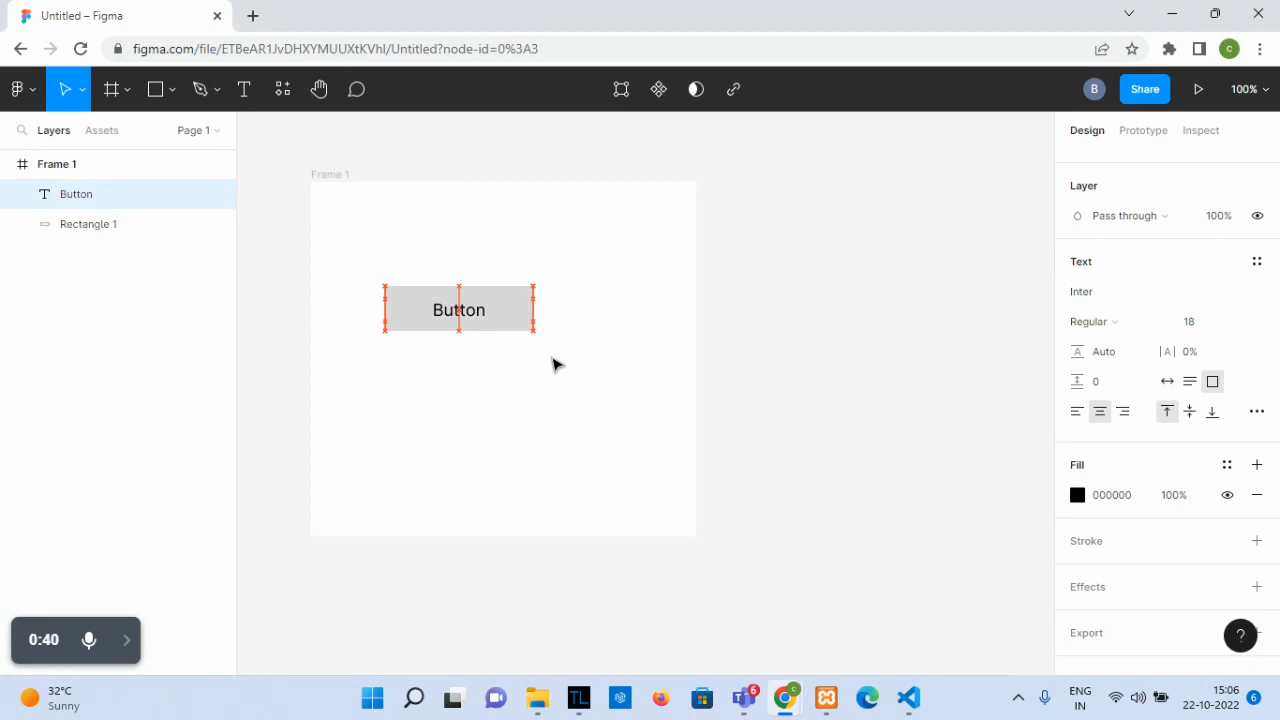 Untitled – Figma
figma.com/file/ETBeAR1JvDHXYMUUXtKVhl/Untitled?node-id=0%3A3
c
B
Share
100%
Layers
Assets
Page 1
Design
Prototype
Inspect
Frame 1
Button
Rectangle 1
Frame 1
Button
Layer
Pass through
100%
Text
Inter
Regular
18
A
Auto
|A|
0%
0
Fill
000000
100%
Stroke
Effects
Export
?
0:40
32°C
Sunny
TL
6
c
ENG
IN
15:06
22-10-2022
6